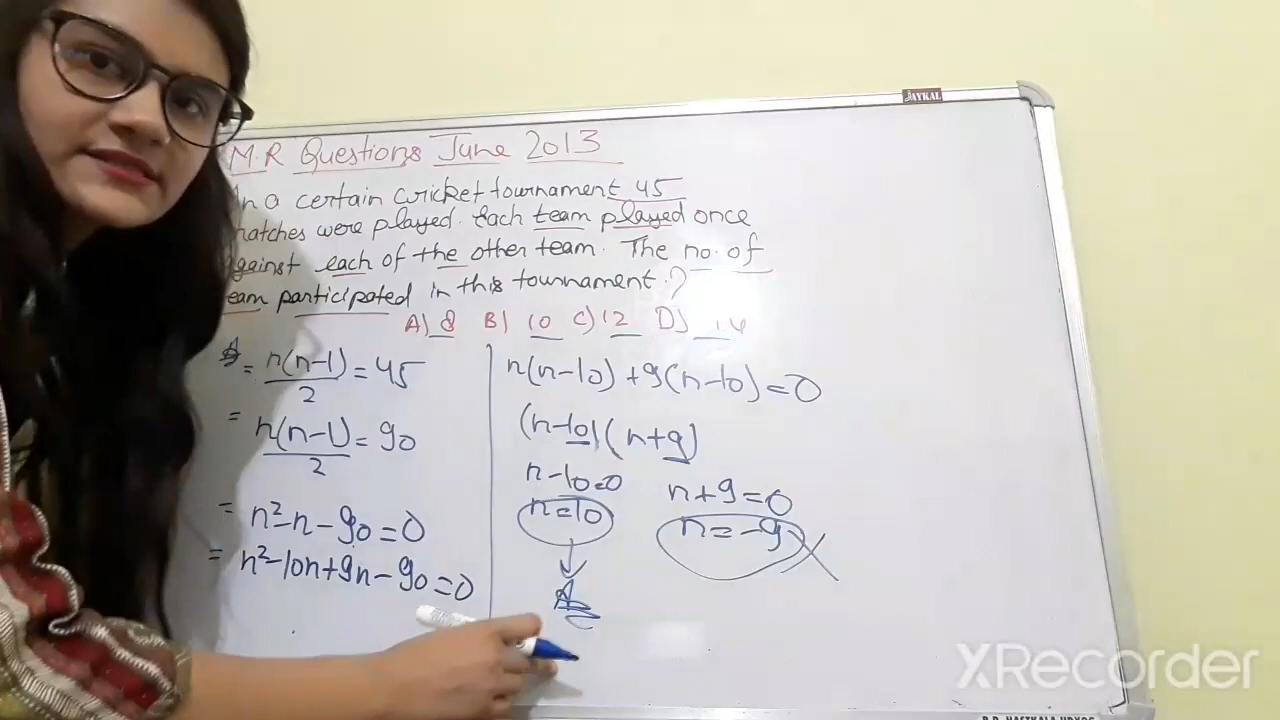 M.R Questions June 2013
In a certain cricket tournament 45
matches were played. Each team played once
against each of the other team. The no. of
team participated in this tournament.?
A) 8 B) 10 C) 12 D) 14
= n(n-1)/2 = 45
= n(n-1)/2 = 90
= n²-n-90=0
= n²-10n+9n-90=0
n(n-10)+9(n-10)=0
(n-10)(n+9)
n-10=0
n=10
n+9=0
n=-9
JAYKAL
XRecorder